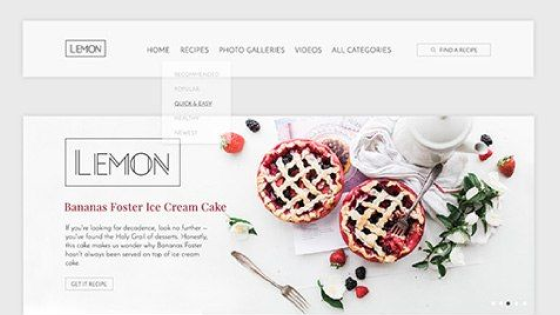 LEMON
HOME RECIPES PHOTO GALLERIES VIDEOS ALL CATEGORIES
FIND A RECIPE
RECOMMENDED
POPULAR
QUICK & EASY
HEALTHY
NEWEST
LEMON
Bananas Foster Ice Cream Cake
If you're looking for decadence, look no further –
you've found the Holy Grail of desserts. Honestly,
this cake makes us wonder why Bananas Foster
hasn't always been served on top of ice cream
cake.
GET IT RECIPE